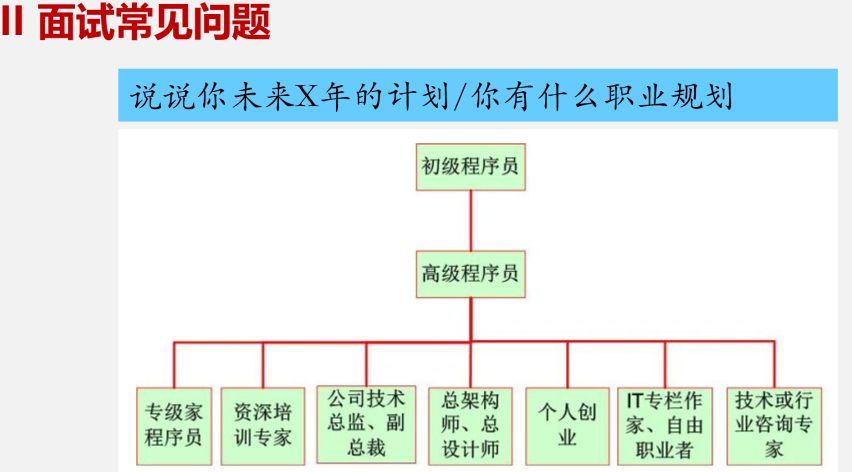 II 面试常见问题
说说你未来X年的计划/你有什么职业规划
初级程序员
高级程序员
专级家
程序员
资深培
训专家
公司技术
总监、副
总裁
总架构
师、总
设计师
个人创
业
IT专栏作
家、自由
职业者
技术或行
业咨询专
家